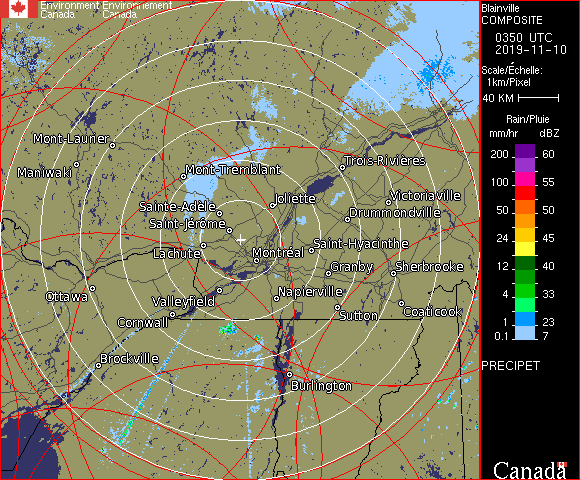 Environment Environnement
Canada Canada
Blainville
COMPOSITE
0350 UTC
2019-11-10
Scale/Échelle:
1km/Pixel
40 KM
Rain/Pluie
mm/hr dBZ
200 60
150 57
100 55
50 50
24 45
12 40
4 33
1 23
0.1 7
PRECIPET
Canada
Mont-Laurier
Maniwaki
Mont-Tremblant
Trois-Rivières
Sainte-Adèle
Joliette
Victoriaville
Drummondville
Saint-Jérôme
Lachute
Montréal
Saint-Hyacinthe
Granby
Sherbrooke
Ottawa
Valleyfield
Napierville
Cornwall
Sutton
Coaticook
Brockville
Burlington